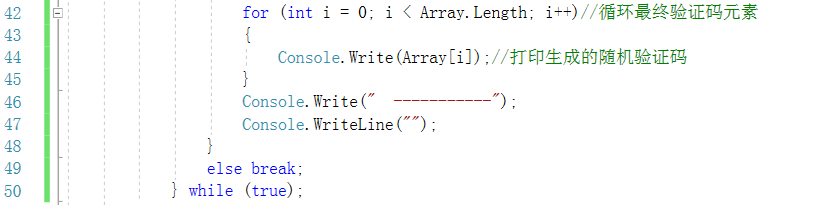 42 for (int i = 0; i < Array.Length; i++)//循环最终验证码元素
43 {
44 Console.Write(Array[i]);//打印生成的随机验证码
45 }
46 Console.Write("  -----------");
47 Console.WriteLine("");
48 }
49 else break;
50 } while (true);